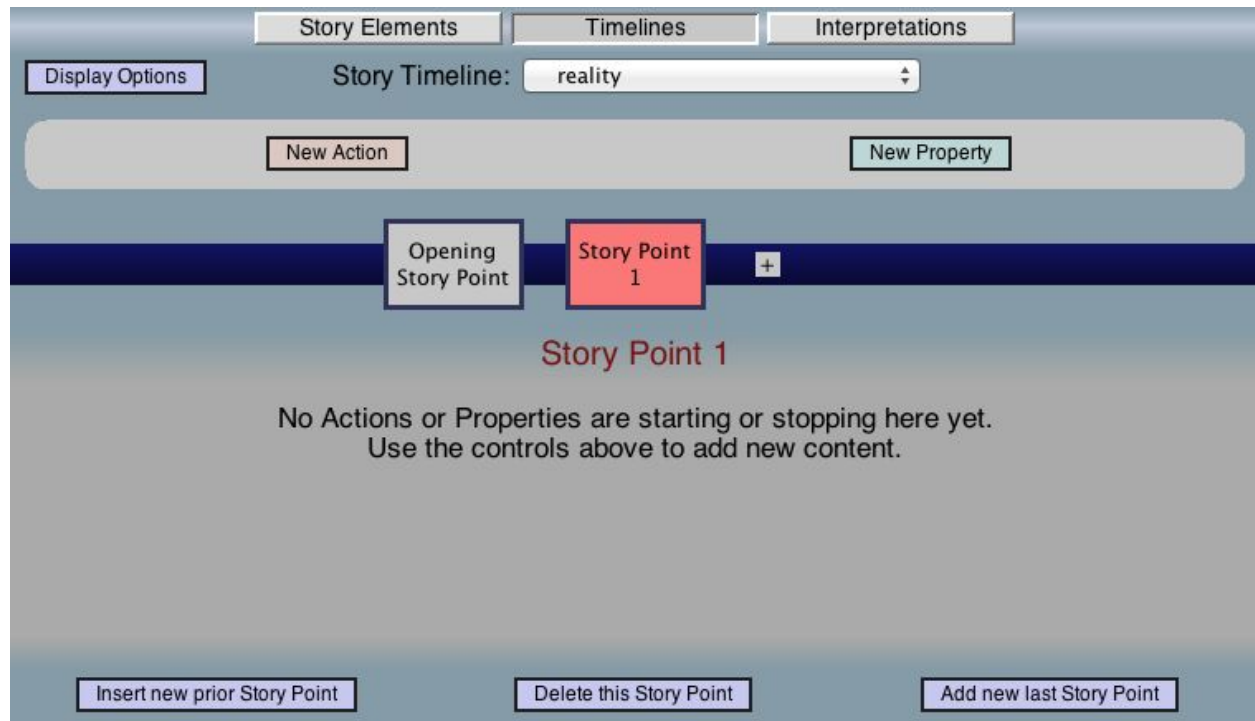 Story Elements
Timelines
Interpretations
Display Options
Story Timeline:
reality
New Action
New Property
Opening
Story Point
Story Point
1
+
Story Point 1
No Actions or Properties are starting or stopping here yet.
Use the controls above to add new content.
Insert new prior Story Point
Delete this Story Point
Add new last Story Point